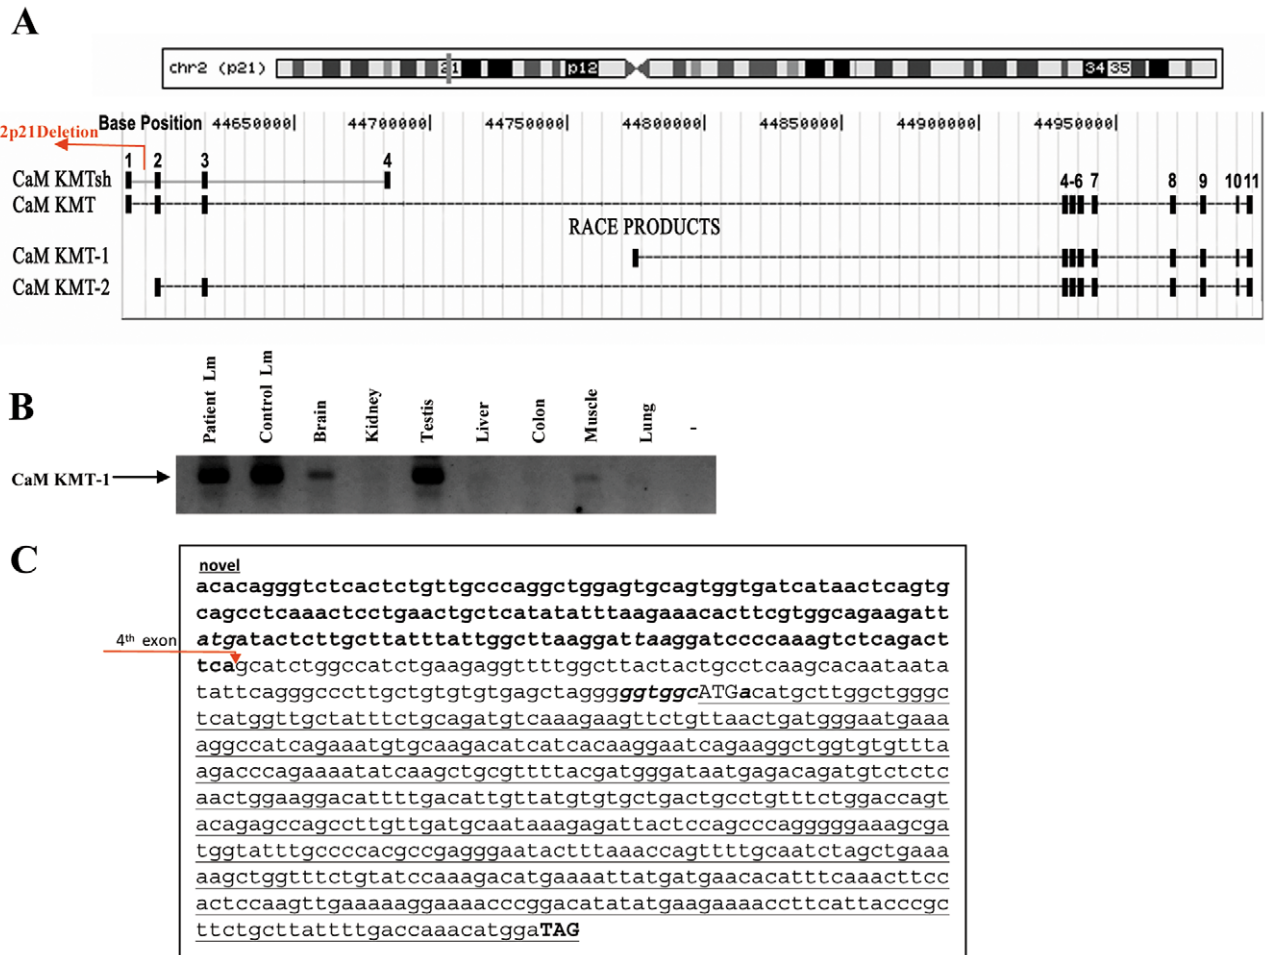 A
chr2 (p21) 21 p12 34 35
2p21Deletion
Base Position 44650000| 44700000| 44750000| 44800000| 44850000| 44900000| 44950000|
1 2 3 4
CaM KMTsh
4-6 7 8 9 10 11
CaM KMT
RACE PRODUCTS
CaM KMT-1
CaM KMT-2
B
Patient Lm Control Lm Brain Kidney Testis Liver Colon Muscle Lung -
CaM KMT-1
C
novel
acacagggtctcactctgttgcccaggctggagtgcagtggtgatcataactcagtg
cagcctcaaactcctgaactgctcatatatttaagaaacacttcgtggcagaagatt
atgatactcttgcttatttattggcttaaggattaaggatccccaaagtctcagact
4th exon
tcagcatctggccatctgaagaggttttggcttactactgcctcaagcacaataata
tattcagggcccttgctgtgtgtgagctaggggggtggcATGacatgcttggctgggc
tcatggttgctatttctgcagatgtcaaagaagttctgttaactgatgggaatgaaa
aggccatcagaaatgtgcaagacatcatcacaaggaatcagaaggctggtgtgttta
agacccagaaaatatcaagctgcgttttacgatgggataatgagacagatgtctctc
aactggaaggacattttgacattgttatgtgtgctgactgcctgtttctggaccagt
acagagccagccttgttgatgcaataaagagattactccagcccagggggaaagcga
tggtatttgccccacgccgagggaatactttaaaccagttttgcaatctagctgaaa
aagctggtttctgtatccaaagacatgaaaattatgatgaacacatttcaaacttcc
actccaagttgaaaaaggaaaacccggacatatatgaagaaaaccttcattacccgc
ttctgcttattttgaccaaacatggaTAG